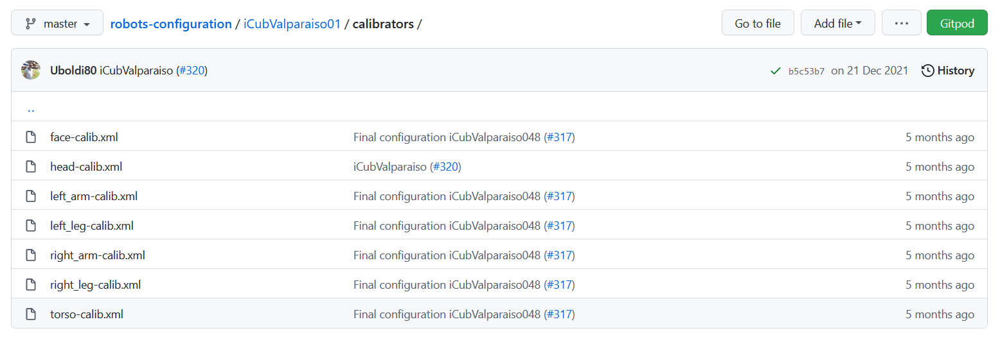 master robots-configuration / iCubValparaiso01 / calibrators / Go to file Add file ... Gitpod
Uboldi80 iCubValparaiso (#320) b5c53b7 on 21 Dec 2021 History
..
face-calib.xml Final configuration iCubValparaiso048 (#317) 5 months ago
head-calib.xml iCubValparaiso (#320) 5 months ago
left_arm-calib.xml Final configuration iCubValparaiso048 (#317) 5 months ago
left_leg-calib.xml Final configuration iCubValparaiso048 (#317) 5 months ago
right_arm-calib.xml Final configuration iCubValparaiso048 (#317) 5 months ago
right_leg-calib.xml Final configuration iCubValparaiso048 (#317) 5 months ago
torso-calib.xml Final configuration iCubValparaiso048 (#317) 5 months ago